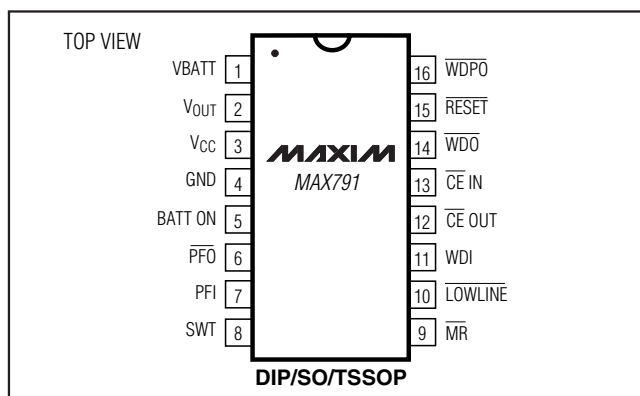 TOP VIEW
VBATT 1
VOUT 2
VCC 3
GND 4
BATT ON 5
PFO 6
PFI 7
SWT 8
MAXIM
MAX791
16 WDPO
15 RESET
14 WDO
13 CE IN
12 CE OUT
11 WDI
10 LOWLINE
9 MR
DIP/SO/TSSOP